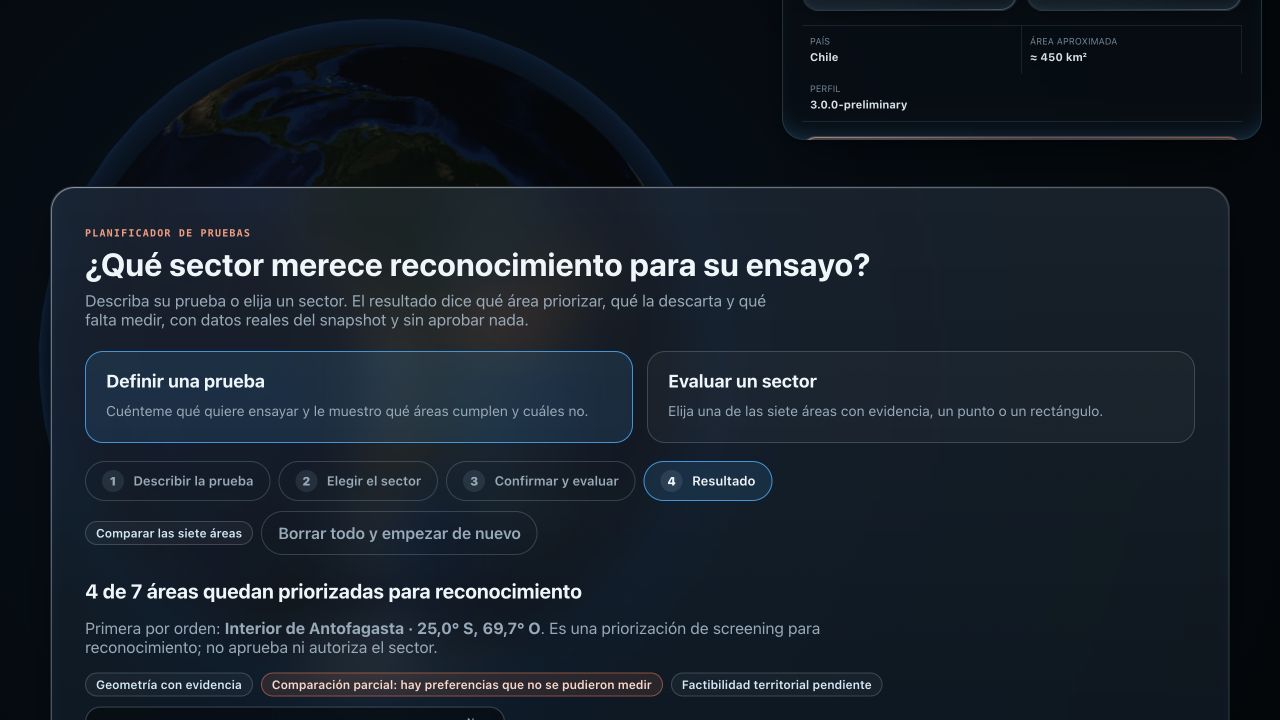 PAÍS
Chile
ÁREA APROXIMADA
≈ 450 km²
PERFIL
3.0.0-preliminary
PLANIFICADOR DE PRUEBAS
¿Qué sector merece reconocimiento para su ensayo?
Describa su prueba o elija un sector. El resultado dice qué área priorizar, qué la descarta y qué
falta medir, con datos reales del snapshot y sin aprobar nada.
Definir una prueba
Cuénteme qué quiere ensayar y le muestro qué áreas cumplen y cuáles no.
Evaluar un sector
Elija una de las siete áreas con evidencia, un punto o un rectángulo.
1 Describir la prueba
2 Elegir el sector
3 Confirmar y evaluar
4 Resultado
Comparar las siete áreas
Borrar todo y empezar de nuevo
4 de 7 áreas quedan priorizadas para reconocimiento
Primera por orden: Interior de Antofagasta · 25,0° S, 69,7° O. Es una priorización de screening para
reconocimiento; no aprueba ni autoriza el sector.
Geometría con evidencia
Comparación parcial: hay preferencias que no se pudieron medir
Factibilidad territorial pendiente